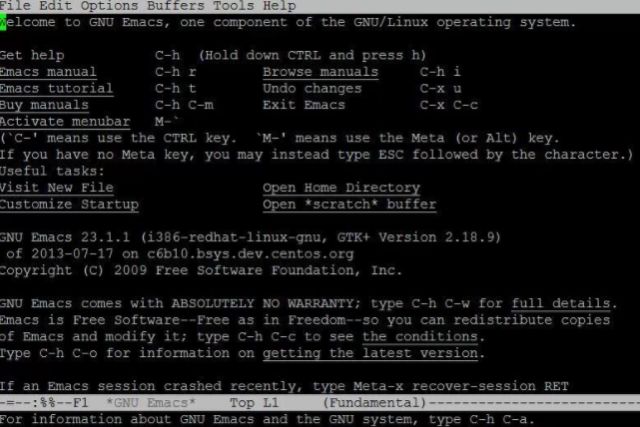 File Edit Options Buffers Tools Help
Welcome to GNU Emacs, one component of the GNU/Linux operating system.
Get help C-h (Hold down CTRL and press h)
Emacs manual C-h r Browse manuals C-h i
Emacs tutorial C-h t Undo changes C-x u
Buy manuals C-h C-m Exit Emacs C-x C-c
Activate menubar M-`
(`C-' means use the CTRL key. `M-' means use the Meta (or Alt) key.
If you have no Meta key, you may instead type ESC followed by the character.)
Useful tasks:
Visit New File Open Home Directory
Customize Startup Open *scratch* buffer
GNU Emacs 23.1.1 (i386-redhat-linux-gnu, GTK+ Version 2.18.9)
of 2013-07-17 on c6b10.bsys.dev.centos.org
Copyright (C) 2009 Free Software Foundation, Inc.
GNU Emacs comes with ABSOLUTELY NO WARRANTY; type C-h C-w for full details.
Emacs is Free Software--Free as in Freedom--so you can redistribute copies
of Emacs and modify it; type C-h C-c to see the conditions.
Type C-h C-o for information on getting the latest version.
If an Emacs session crashed recently, type Meta-x recover-session RET
-=--:%%--F1 *GNU Emacs* Top L1 (Fundamental)------------------------
For information about GNU Emacs and the GNU system, type C-h C-a.